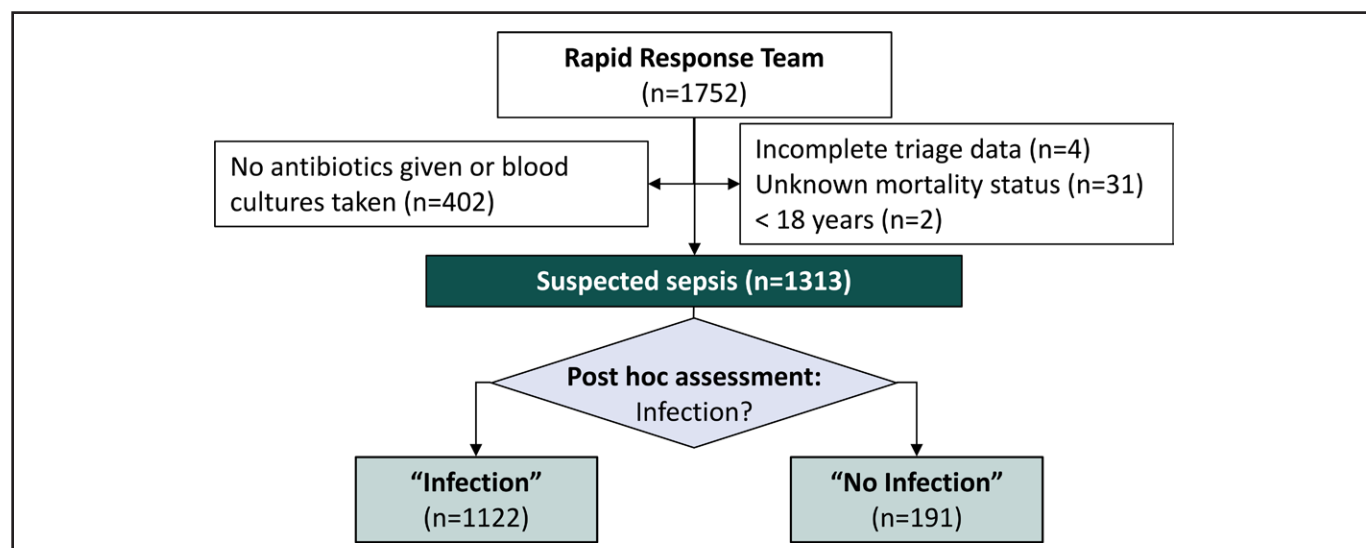 Rapid Response Team
(n=1752)
No antibiotics given or blood
cultures taken (n=402)
Incomplete triage data (n=4)
Unknown mortality status (n=31)
< 18 years (n=2)
Suspected sepsis (n=1313)
Post hoc assessment:
Infection?
“Infection”
(n=1122)
“No Infection”
(n=191)